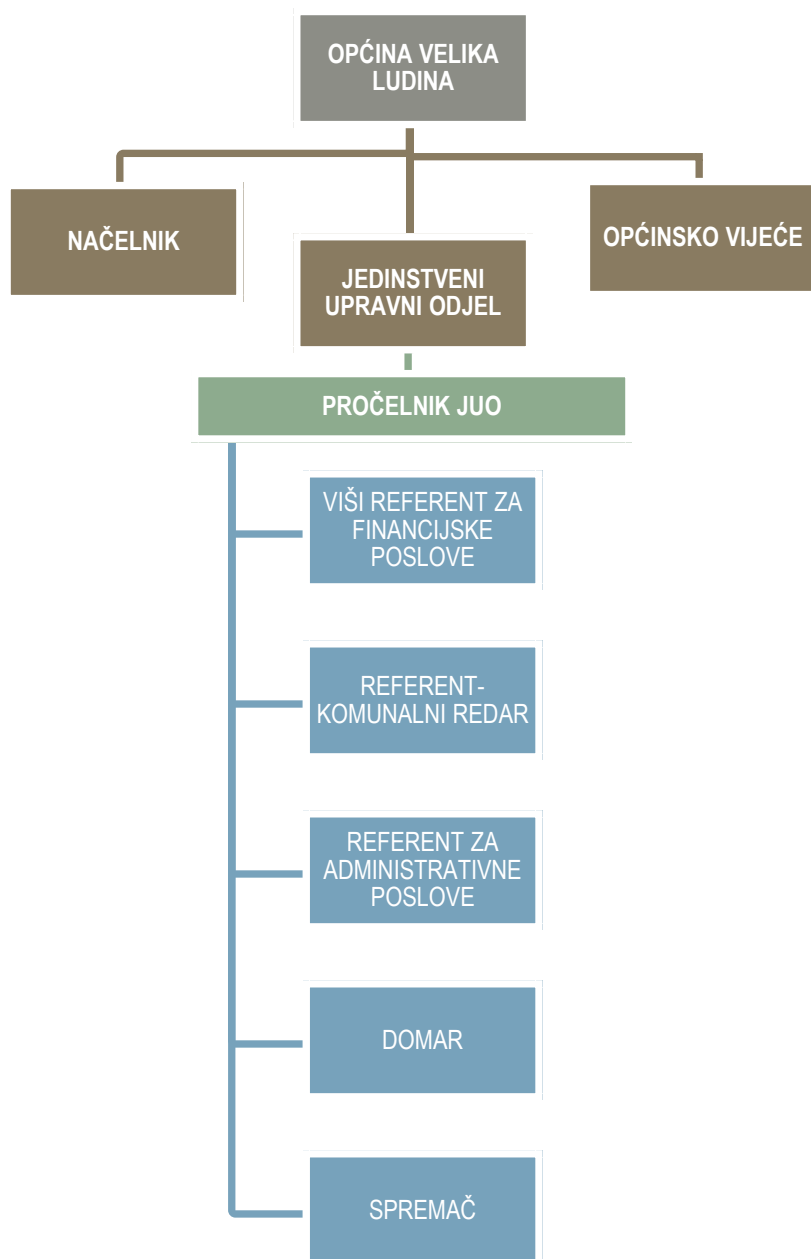 OPĆINA VELIKA
LUDINA
NAČELNIK
JEDINSTVENI
UPRAVNI ODJEL
OPĆINSKO VIJEĆE
PROČELNIK JUO
VIŠI REFERENT ZA
FINANCIJSKE
POSLOVE
REFERENT-
KOMUNALNI REDAR
REFERENT ZA
ADMINISTRATIVNE
POSLOVE
DOMAR
SPREMAČ